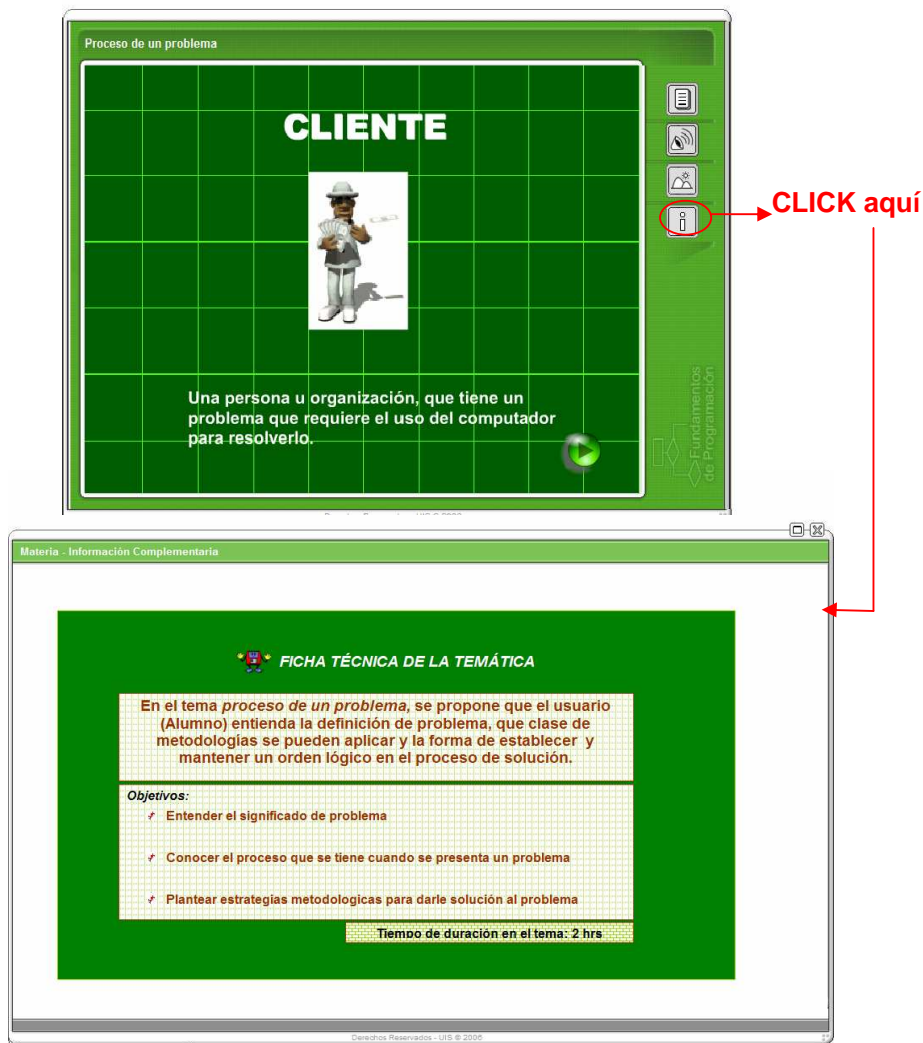 Proceso de un problema
CLIENTE
CLICK aquí
Una persona u organización, que tiene un
problema que requiere el uso del computador
para resolverlo.
Fundamentos
de Programación
Materia - Información Complementaria
FICHA TÉCNICA DE LA TEMÁTICA
En el tema proceso de un problema, se propone que el usuario
(Alumno) entienda la definición de problema, que clase de
metodologías se pueden aplicar y la forma de establecer y
mantener un orden lógico en el proceso de solución.
Objetivos:
Entender el significado de problema
Conocer el proceso que se tiene cuando se presenta un problema
Plantear estrategias metodologicas para darle solución al problema
Tiempo de duración en el tema: 2 hrs
Derechos Reservados - UIS © 2006